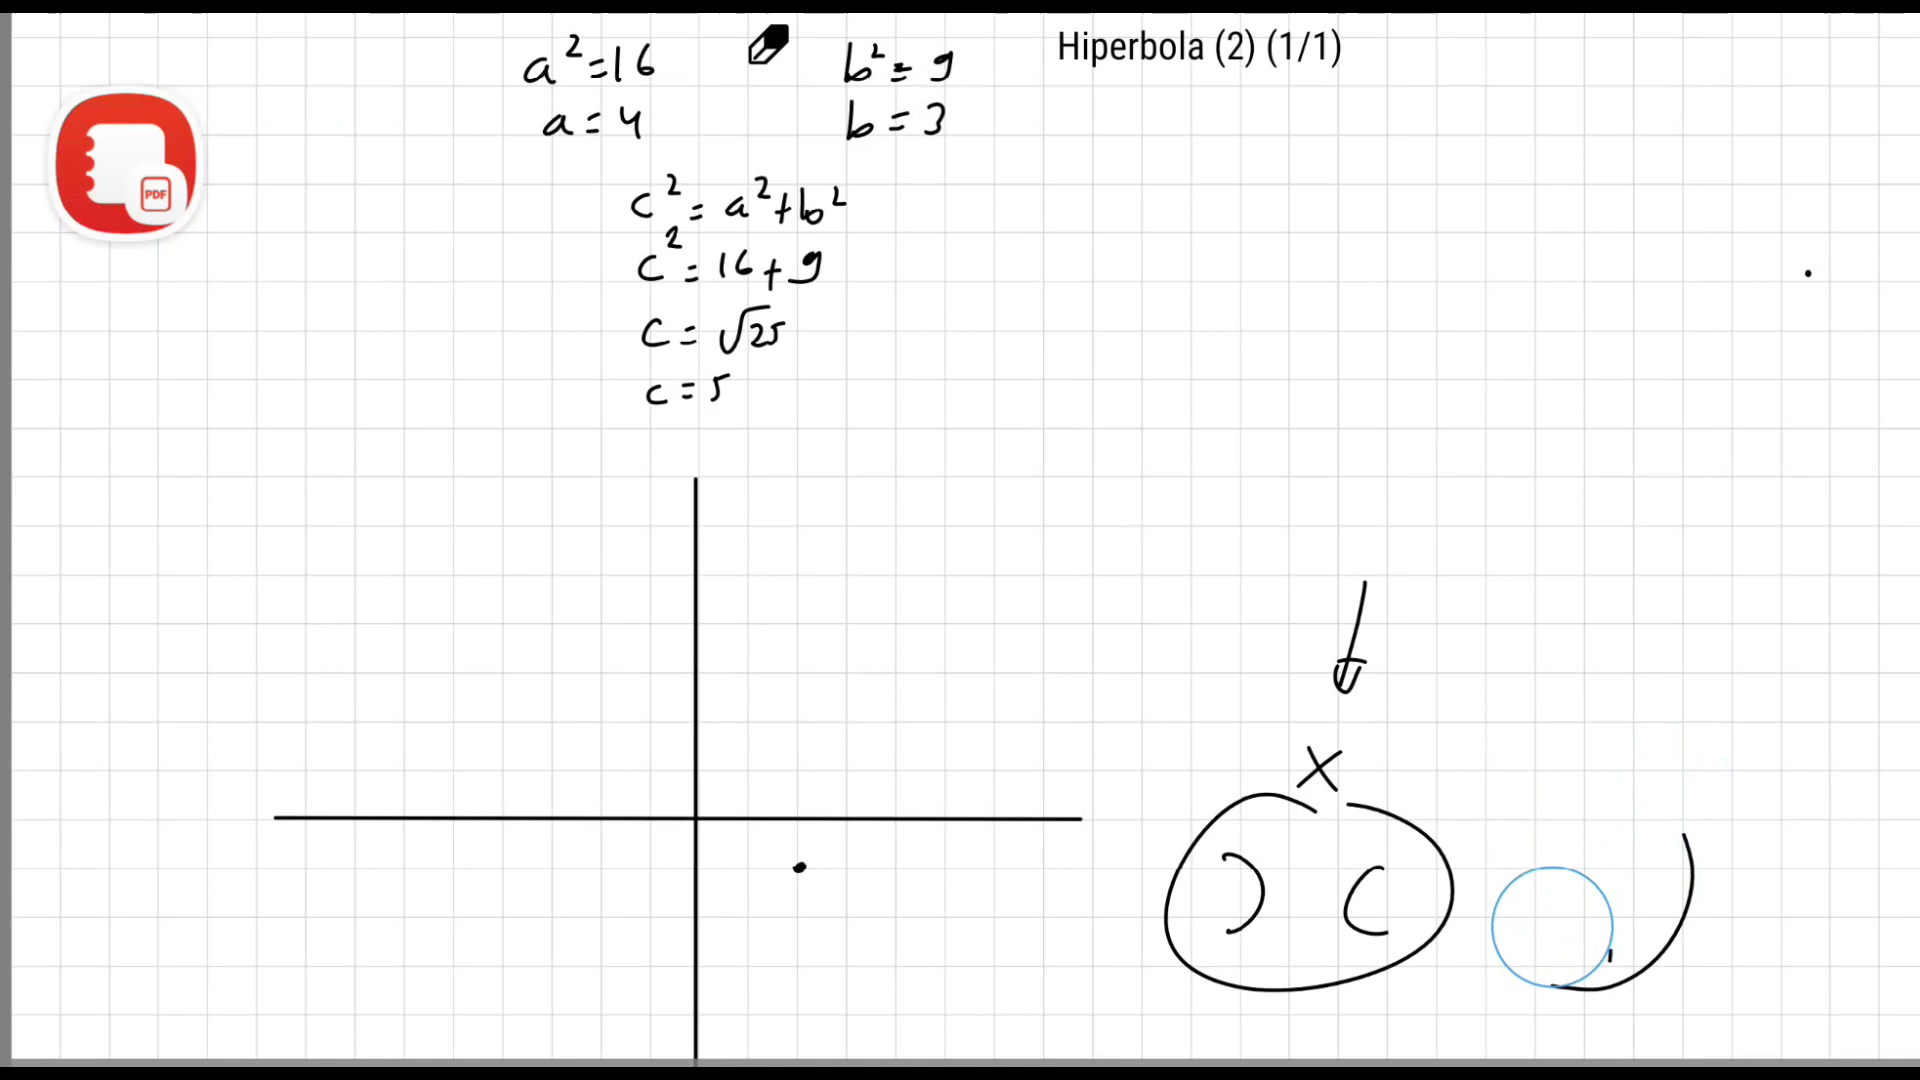 Hiperbola (2) (1/1)
a²=16 b²=9
a=4 b=3
PDF
c²=a²+b²
c²=16+9
c=√25
c=5
X